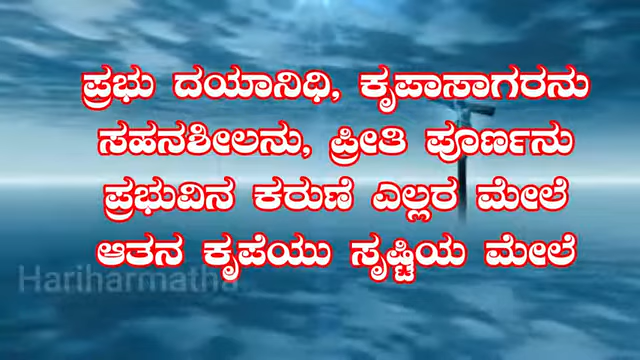 ಪ್ರಭು ದಯಾನಿಧಿ, ಕೃಪಾಸಾಗರನು
ಸಹನಶೀಲನು, ಪ್ರೀತಿ ಪೂರ್ಣನು
ಪ್ರಭುವಿನ ಕರುಣೆ ಎಲ್ಲರ ಮೇಲೆ
ಆತನ ಕೃಪೆಯು ಸೃಷ್ಟಿಯ ಮೇಲೆ
Hariharmatha